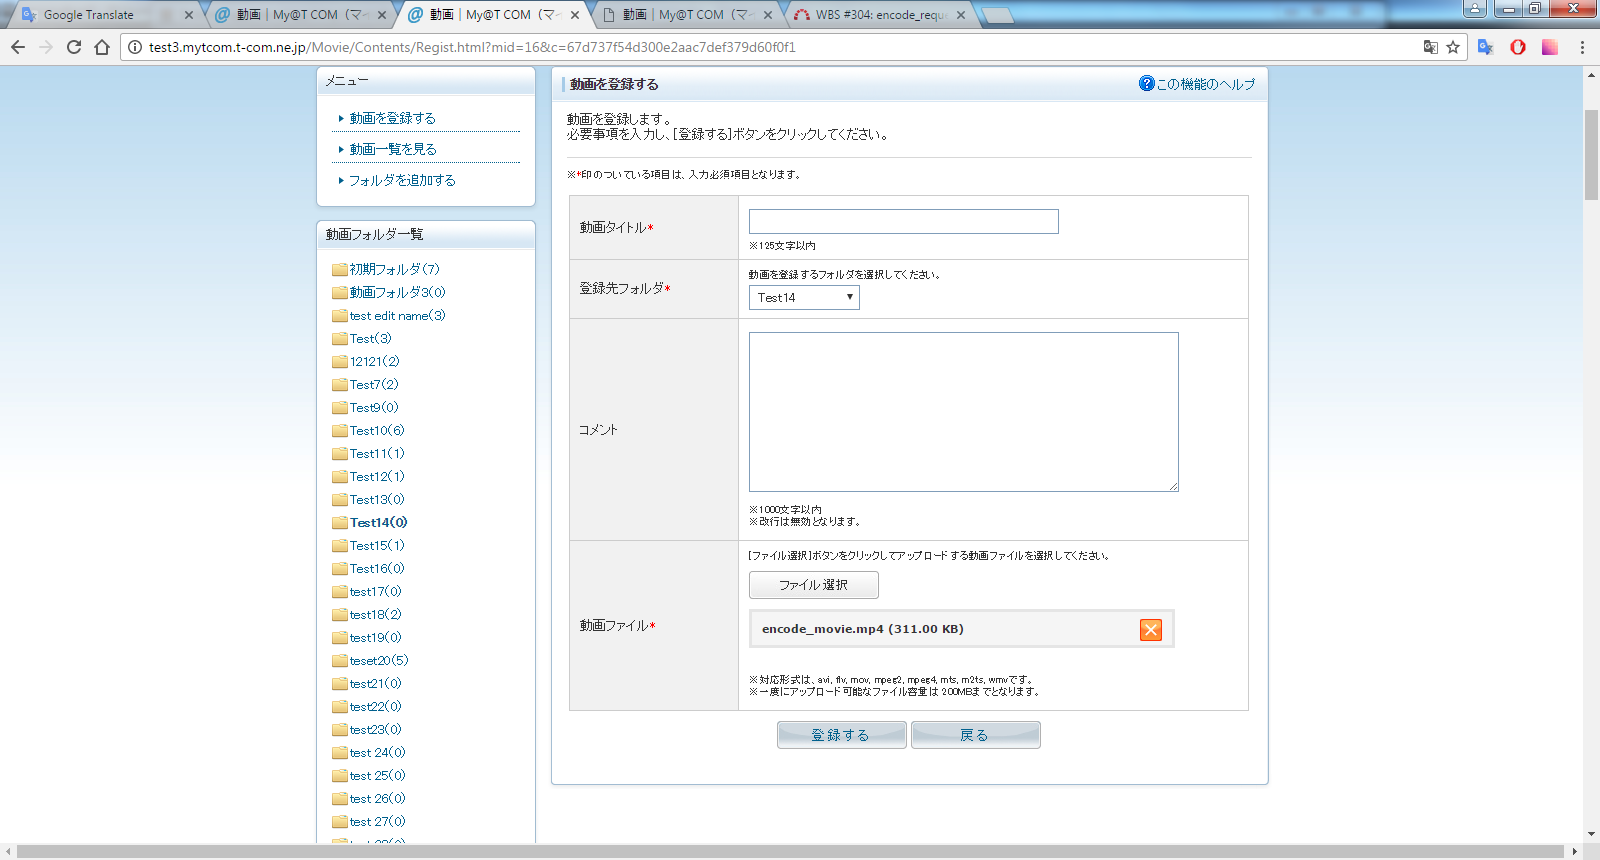 Google Translate
動画 | My@T COM (マー
動画 | My@T COM (マー
動画 | My@T COM (マー
WBS #304: encode_requ
test3.mytcom.t-com.ne.jp/Movie/Contents/Regist.html?mid=16&c=67d737f54d300e2aac7def379d60f0f1
メニュー
動画を登録する
動画一覧を見る
フォルダを追加する
動画フォルダ一覧
初期フォルダ(7)
動画フォルダ3(0)
test edit name(3)
Test(3)
12121(2)
Test7(2)
Test9(0)
Test10(6)
Test11(1)
Test12(1)
Test13(0)
Test14(0)
Test15(1)
Test16(0)
test17(0)
test18(2)
test19(0)
teset20(5)
test21(0)
test22(0)
test23(0)
test 24(0)
test 25(0)
test 26(0)
test 27(0)
動画を登録する
この機能のヘルプ
動画を登録します。
必要事項を入力し、[登録する]ボタンをクリックしてください。
※*印のついている項目は、入力必須項目となります。
動画タイトル*
※125文字以内
登録先フォルダ*
動画を登録するフォルダを選択してください。
Test14
コメント
※1000文字以内
※改行は無効となります。
動画ファイル*
[ファイル選択]ボタンをクリックしてアップロードする動画ファイルを選択してください。
ファイル選択
encode_movie.mp4 (311.00 KB)
※対応形式は、avi, flv, mov, mpeg2, mpeg4, mts, m2ts, wmvです。
※一度にアップロード可能なファイル容量は200MBまでとなります。
登録する
戻る